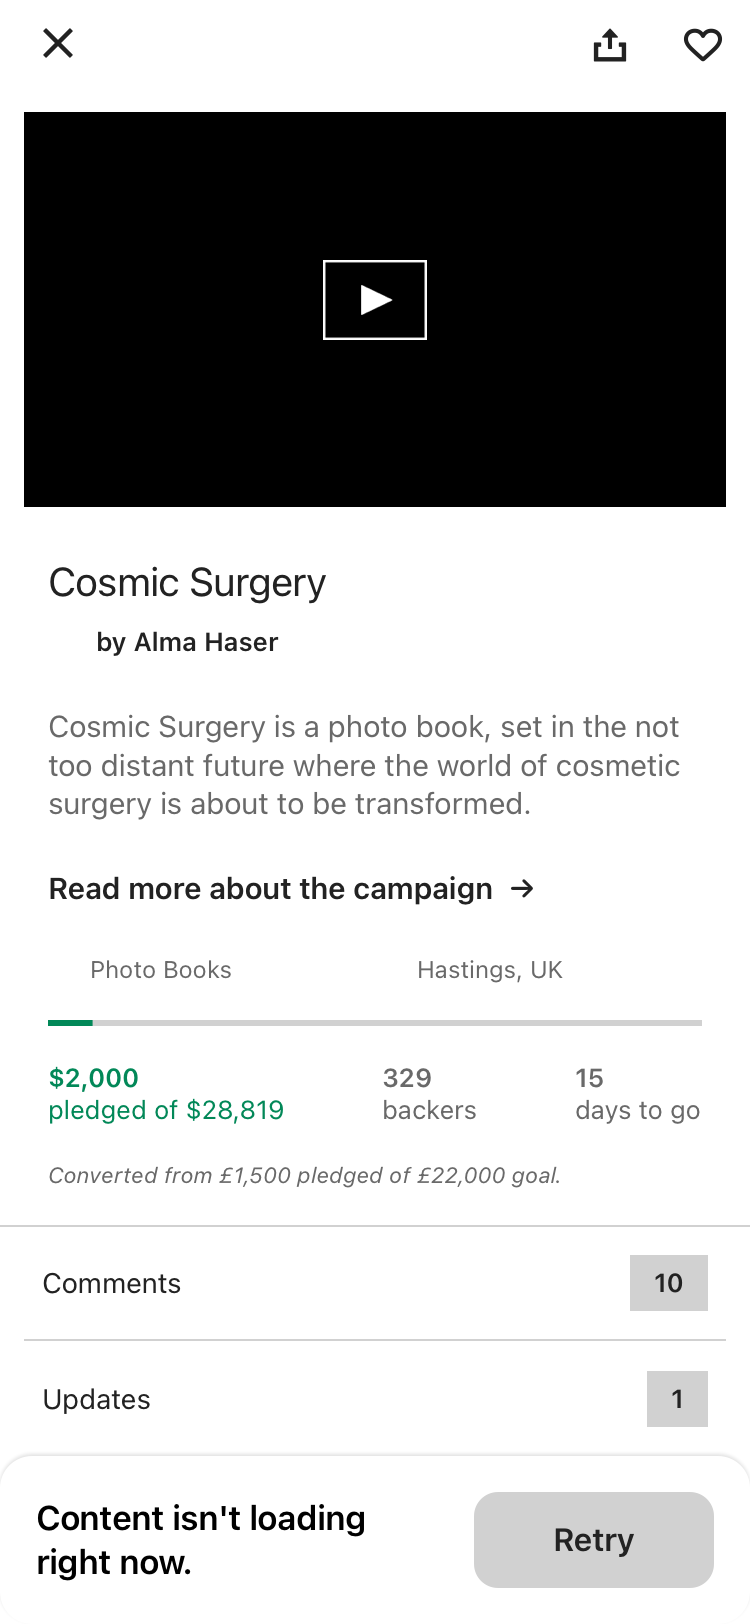 Cosmic Surgery
by Alma Haser
Cosmic Surgery is a photo book, set in the not
too distant future where the world of cosmetic
surgery is about to be transformed.
Read more about the campaign →
Photo Books Hastings, UK
$2,000 329 15
pledged of $28,819 backers days to go
Converted from £1,500 pledged of £22,000 goal.
Comments 10
Updates 1
Content isn't loading
right now.
Retry